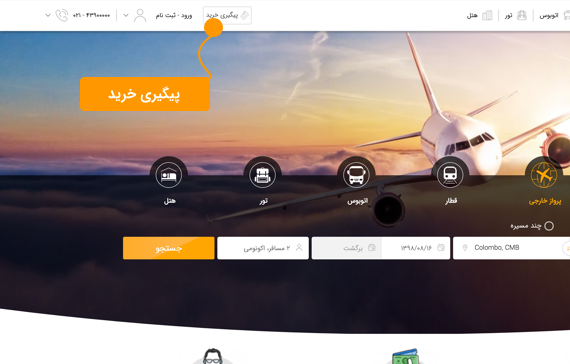 اتوبوس تور هتل پیگیری خرید ورود - ثبت نام ۰۲۱ - ۴۳۹۰۰۰۰۰
پیگیری خرید
پرواز خارجی قطار اتوبوس تور هتل
چند مسیره
Colombo, CMB ۱۳۹۸/۰۸/۱۶ برگشت ۲ مسافر، اکونومی جستجو